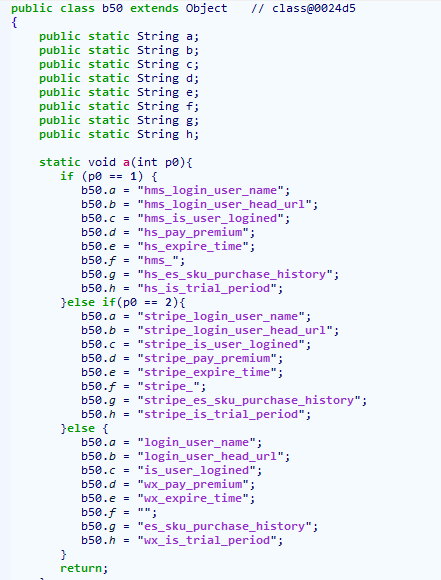 public class b50 extends Object   // class@0024d5
{
    public static String a;
    public static String b;
    public static String c;
    public static String d;
    public static String e;
    public static String f;
    public static String g;
    public static String h;

    static void a(int p0){
       if (p0 == 1) {
          b50.a = "hms_login_user_name";
          b50.b = "hms_login_user_head_url";
          b50.c = "hms_is_user_logined";
          b50.d = "hs_pay_premium";
          b50.e = "hs_expire_time";
          b50.f = "hms_";
          b50.g = "hs_es_sku_purchase_history";
          b50.h = "hs_is_trial_period";
       }else if(p0 == 2){
          b50.a = "stripe_login_user_name";
          b50.b = "stripe_login_user_head_url";
          b50.c = "stripe_is_user_logined";
          b50.d = "stripe_pay_premium";
          b50.e = "stripe_expire_time";
          b50.f = "stripe_";
          b50.g = "stripe_es_sku_purchase_history";
          b50.h = "stripe_is_trial_period";
       }else {
          b50.a = "login_user_name";
          b50.b = "login_user_head_url";
          b50.c = "is_user_logined";
          b50.d = "wx_pay_premium";
          b50.e = "wx_expire_time";
          b50.f = "";
          b50.g = "es_sku_purchase_history";
          b50.h = "wx_is_trial_period";
       }
       return;